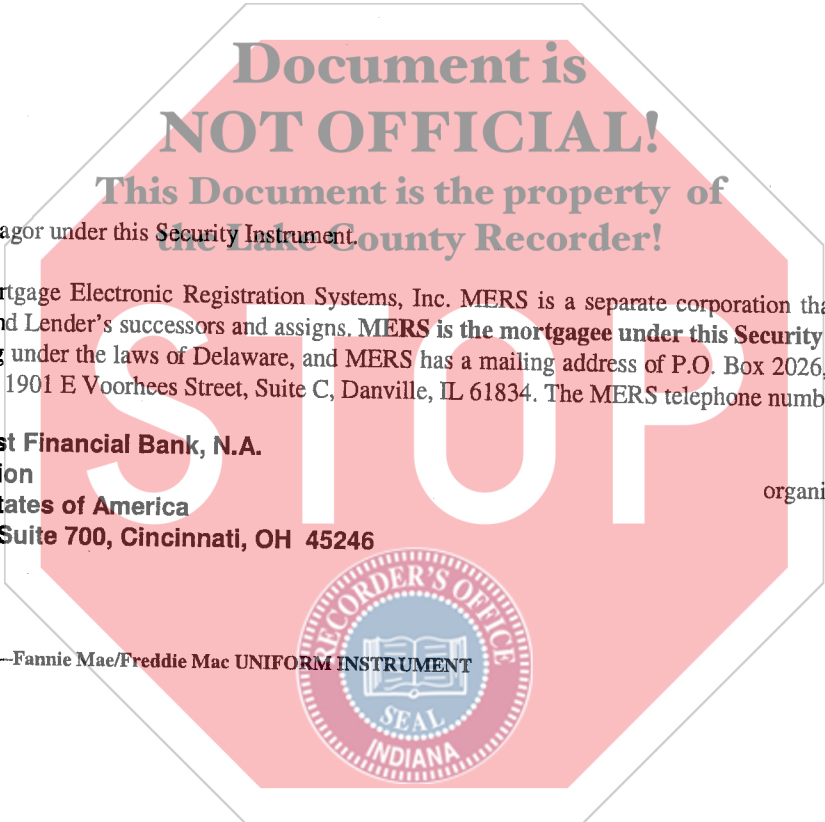 Document is
NOT OFFICIAL!
This Document is the property of
the Lake County Recorder!
agor under this Security Instrument.
rtgage Electronic Registration Systems, Inc. MERS is a separate corporation tha
nd Lender's successors and assigns. MERS is the mortgagee under this Security
g under the laws of Delaware, and MERS has a mailing address of P.O. Box 2026,
1901 E Voorhees Street, Suite C, Danville, IL 61834. The MERS telephone numb
STOP
st Financial Bank, N.A.
ion
organi
tates of America
Suite 700, Cincinnati, OH 45246
RECORDER'S OFFICE
SEAL
INDIANA
—Fannie Mae/Freddie Mac UNIFORM INSTRUMENT